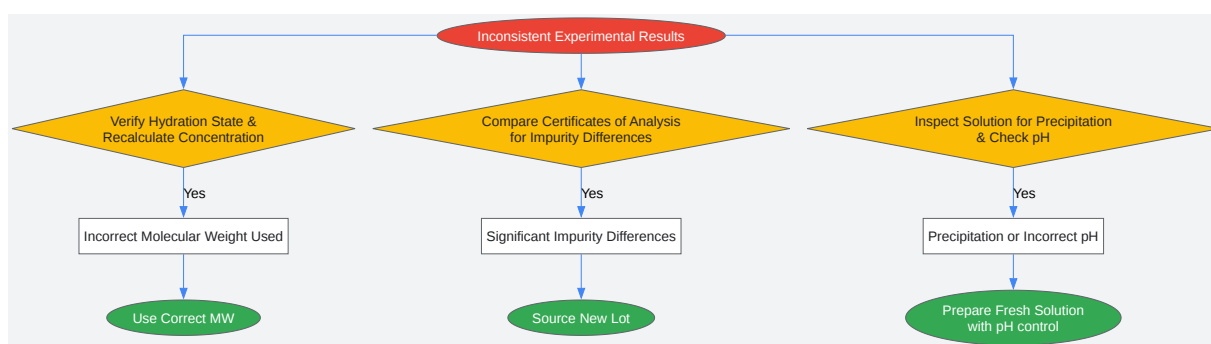 Inconsistent Experimental Results
Verify Hydration State &
Recalculate Concentration
Compare Certificates of Analysis
for Impurity Differences
Inspect Solution for Precipitation
& Check pH
Yes
Yes
Yes
Incorrect Molecular Weight Used
Significant Impurity Differences
Precipitation or Incorrect pH
Use Correct MW
Source New Lot
Prepare Fresh Solution
with pH control